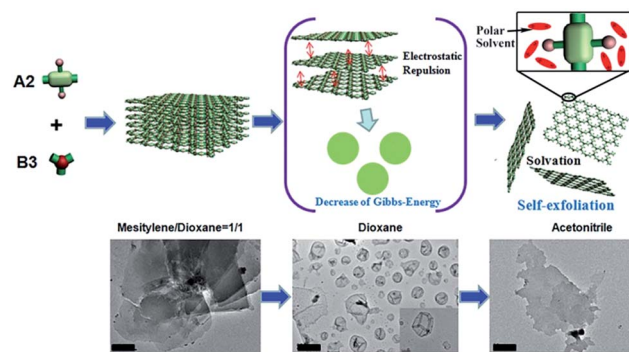 Polar
Solvent
A2
+
B3
Electrostatic
Repulsion
Decrease of Gibbs-Energy
Solvation
Self-exfoliation
Mesitylene/Dioxane=1/1
Dioxane
Acetonitrile